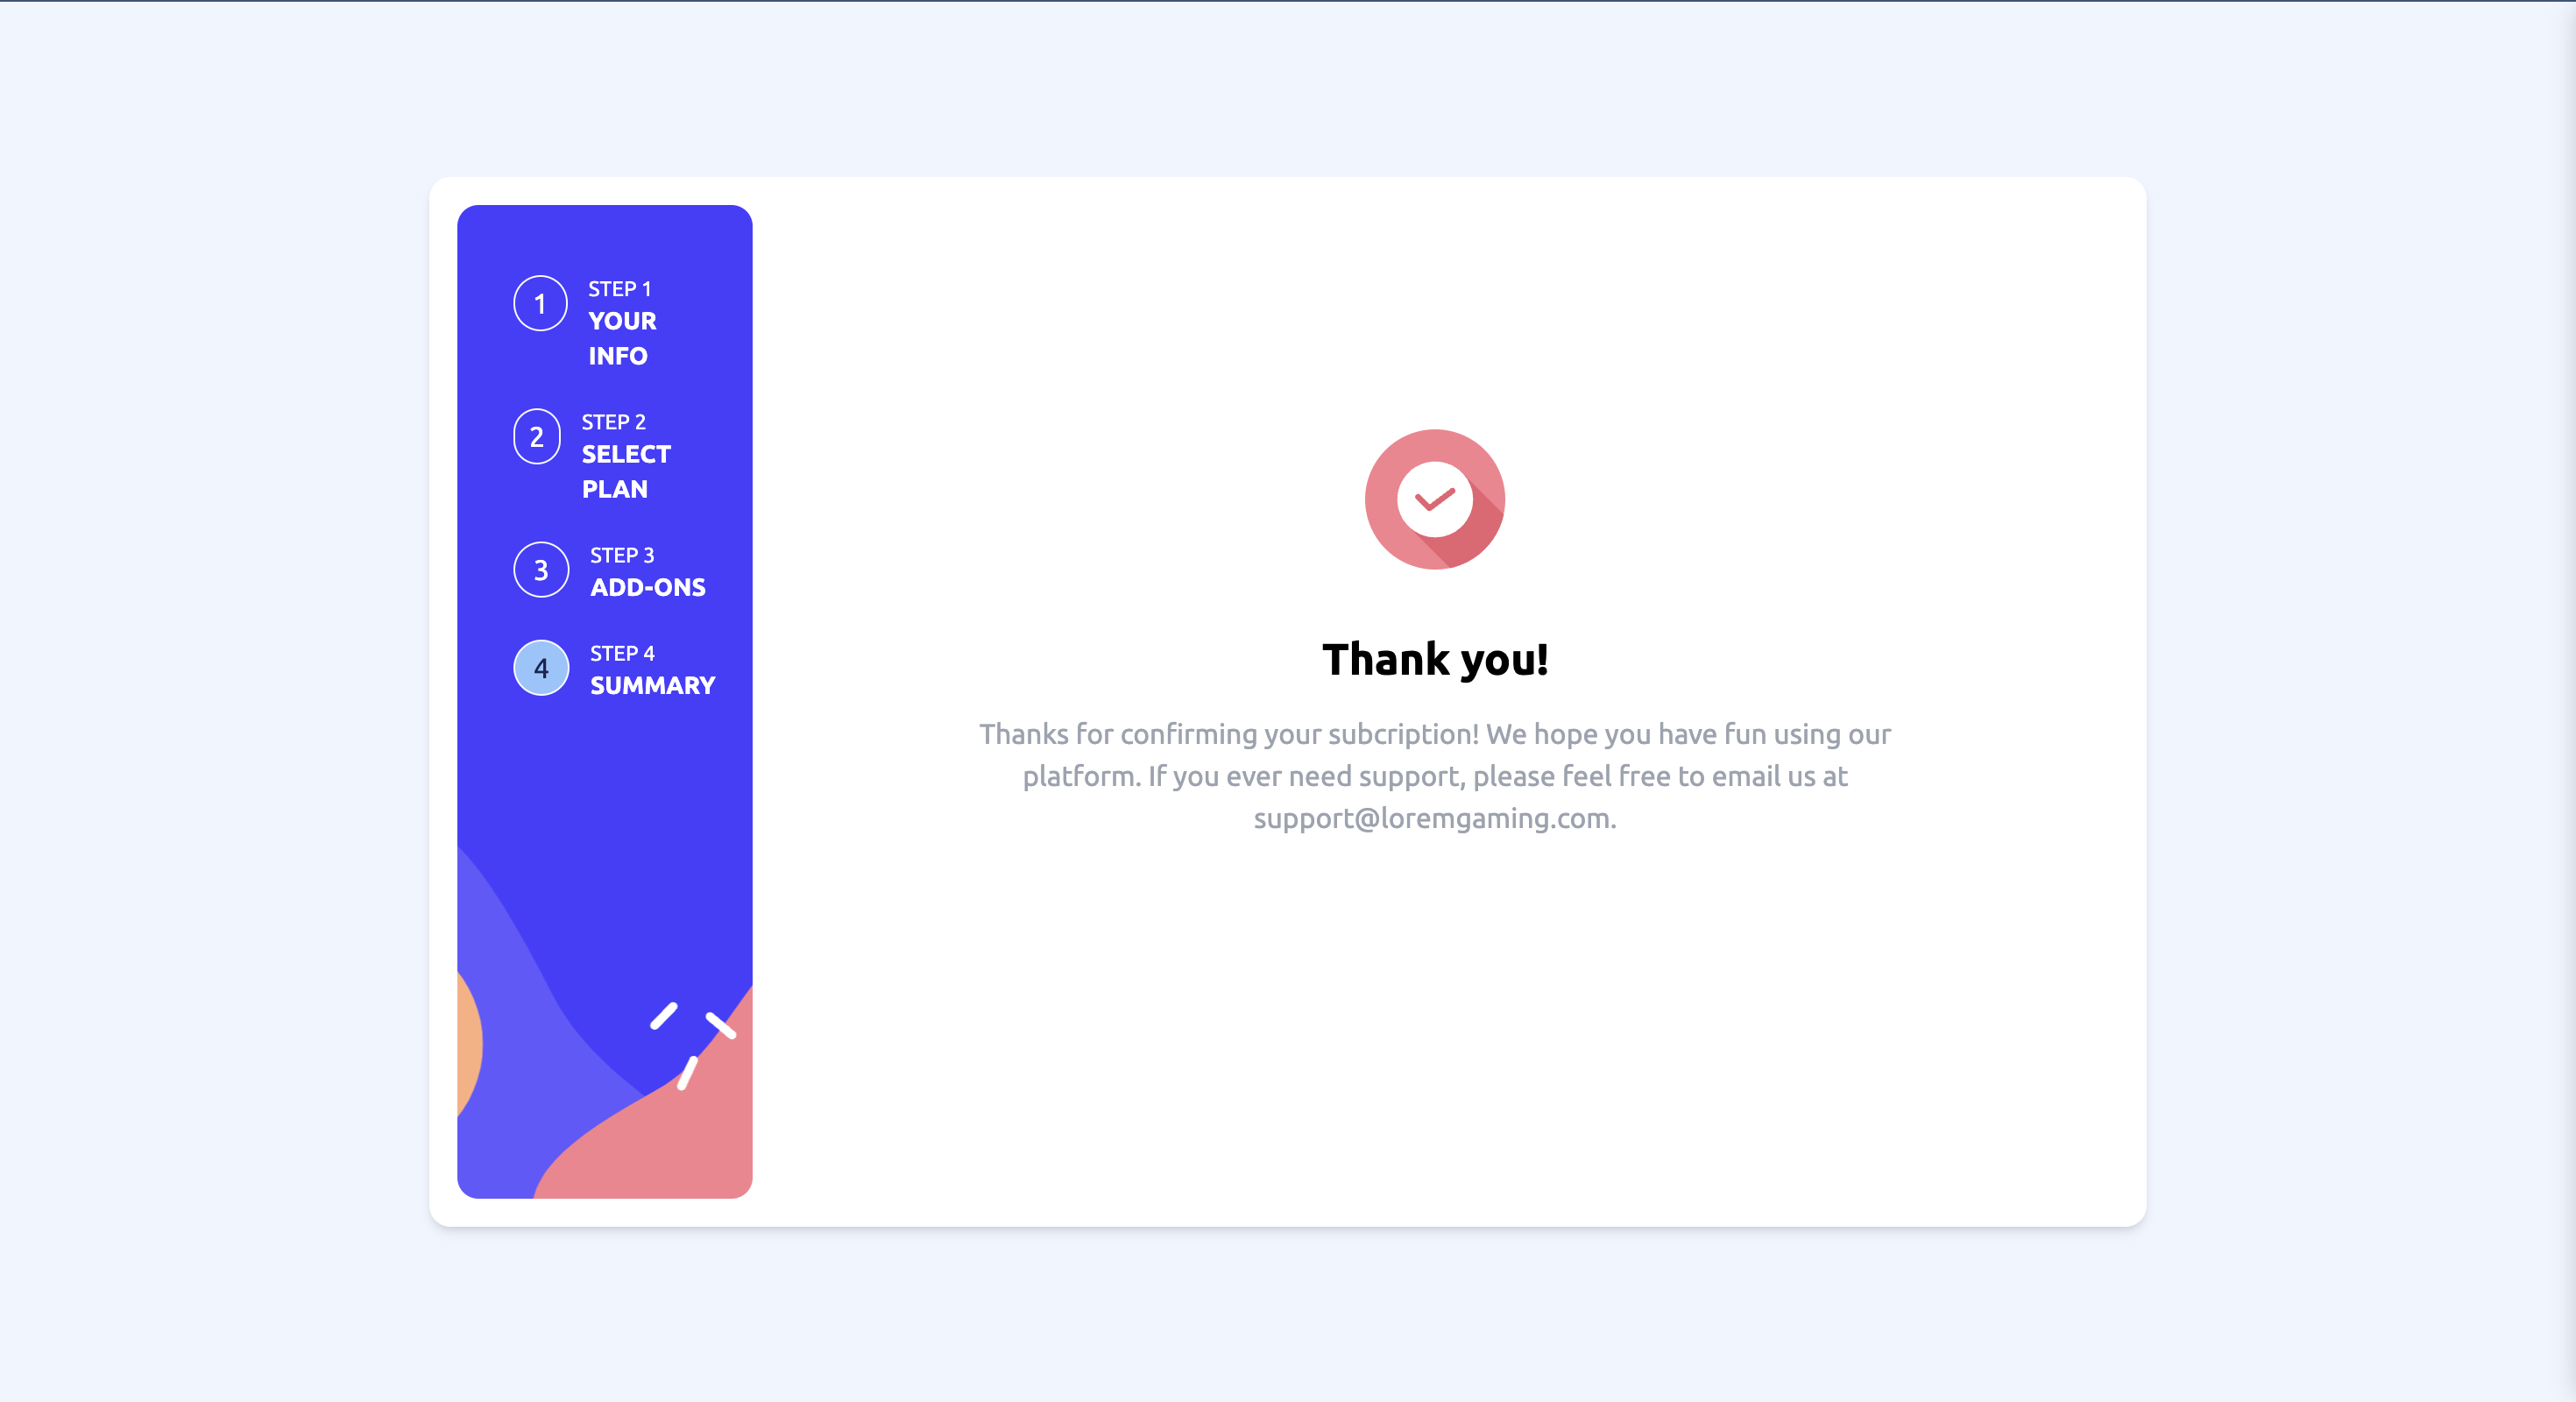 1
STEP 1
YOUR
INFO
2
STEP 2
SELECT
PLAN
3
STEP 3
ADD-ONS
4
STEP 4
SUMMARY
Thank you!
Thanks for confirming your subcription! We hope you have fun using our
platform. If you ever need support, please feel free to email us at
support@loremgaming.com.